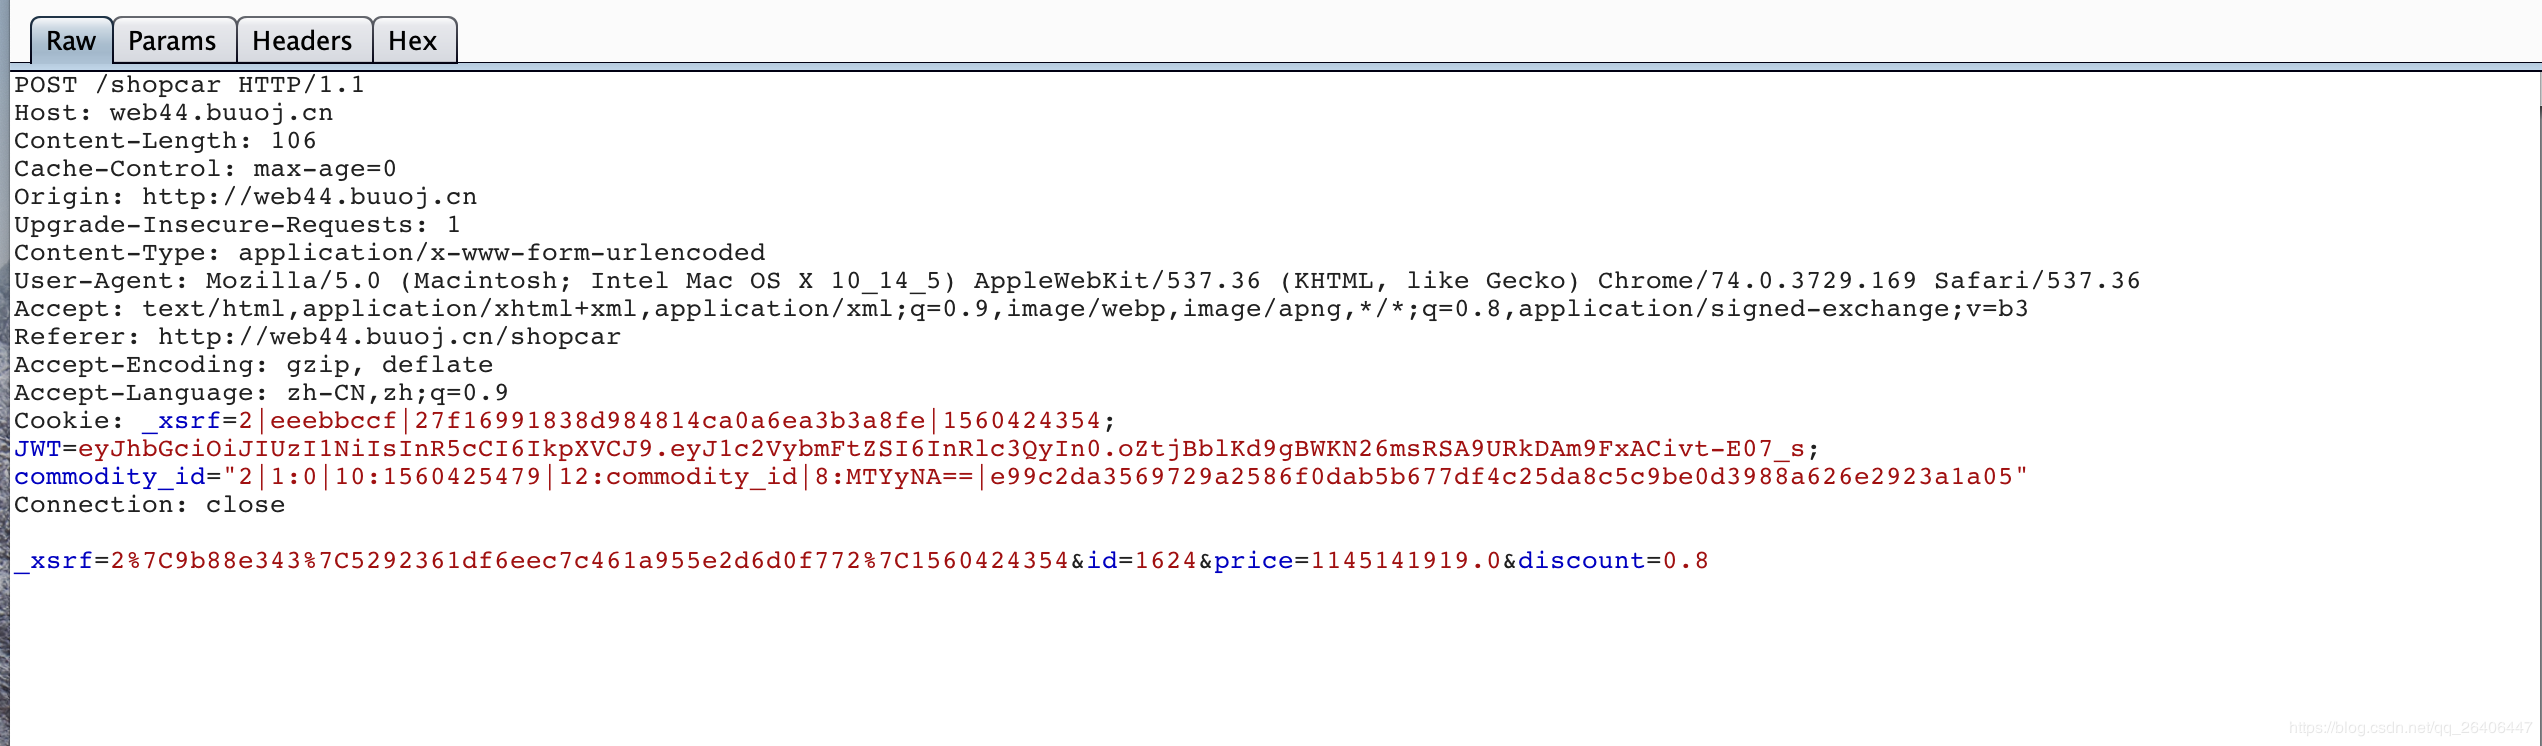 Raw Params Headers Hex
POST /shopcar HTTP/1.1
Host: web44.buuoj.cn
Content-Length: 106
Cache-Control: max-age=0
Origin: http://web44.buuoj.cn
Upgrade-Insecure-Requests: 1
Content-Type: application/x-www-form-urlencoded
User-Agent: Mozilla/5.0 (Macintosh; Intel Mac OS X 10_14_5) AppleWebKit/537.36 (KHTML, like Gecko) Chrome/74.0.3729.169 Safari/537.36
Accept: text/html,application/xhtml+xml,application/xml;q=0.9,image/webp,image/apng,*/*;q=0.8,application/signed-exchange;v=b3
Referer: http://web44.buuoj.cn/shopcar
Accept-Encoding: gzip, deflate
Accept-Language: zh-CN,zh;q=0.9
Cookie: _xsrf=2|eeebbccf|27f16991838d984814ca0a6ea3b3a8fe|1560424354;
JWT=eyJhbGciOiJIUzI1NiIsInR5cCI6IkpXVCJ9.eyJ1c2VybmFtZSI6InRlc3QyIn0.oZtjBblKd9gBWKN26msRSA9URkDAm9FxACivt-E07_s;
commodity_id="2|1:0|10:1560425479|12:commodity_id|8:MTYyNA==|e99c2da3569729a2586f0dab5b677df4c25da8c5c9be0d3988a626e2923a1a05"
Connection: close
_xsrf=2%7C9b88e343%7C5292361df6eec7c461a955e2d6d0f772%7C1560424354&id=1624&price=1145141919.0&discount=0.8
https://blog.csdn.net/qq_26406447